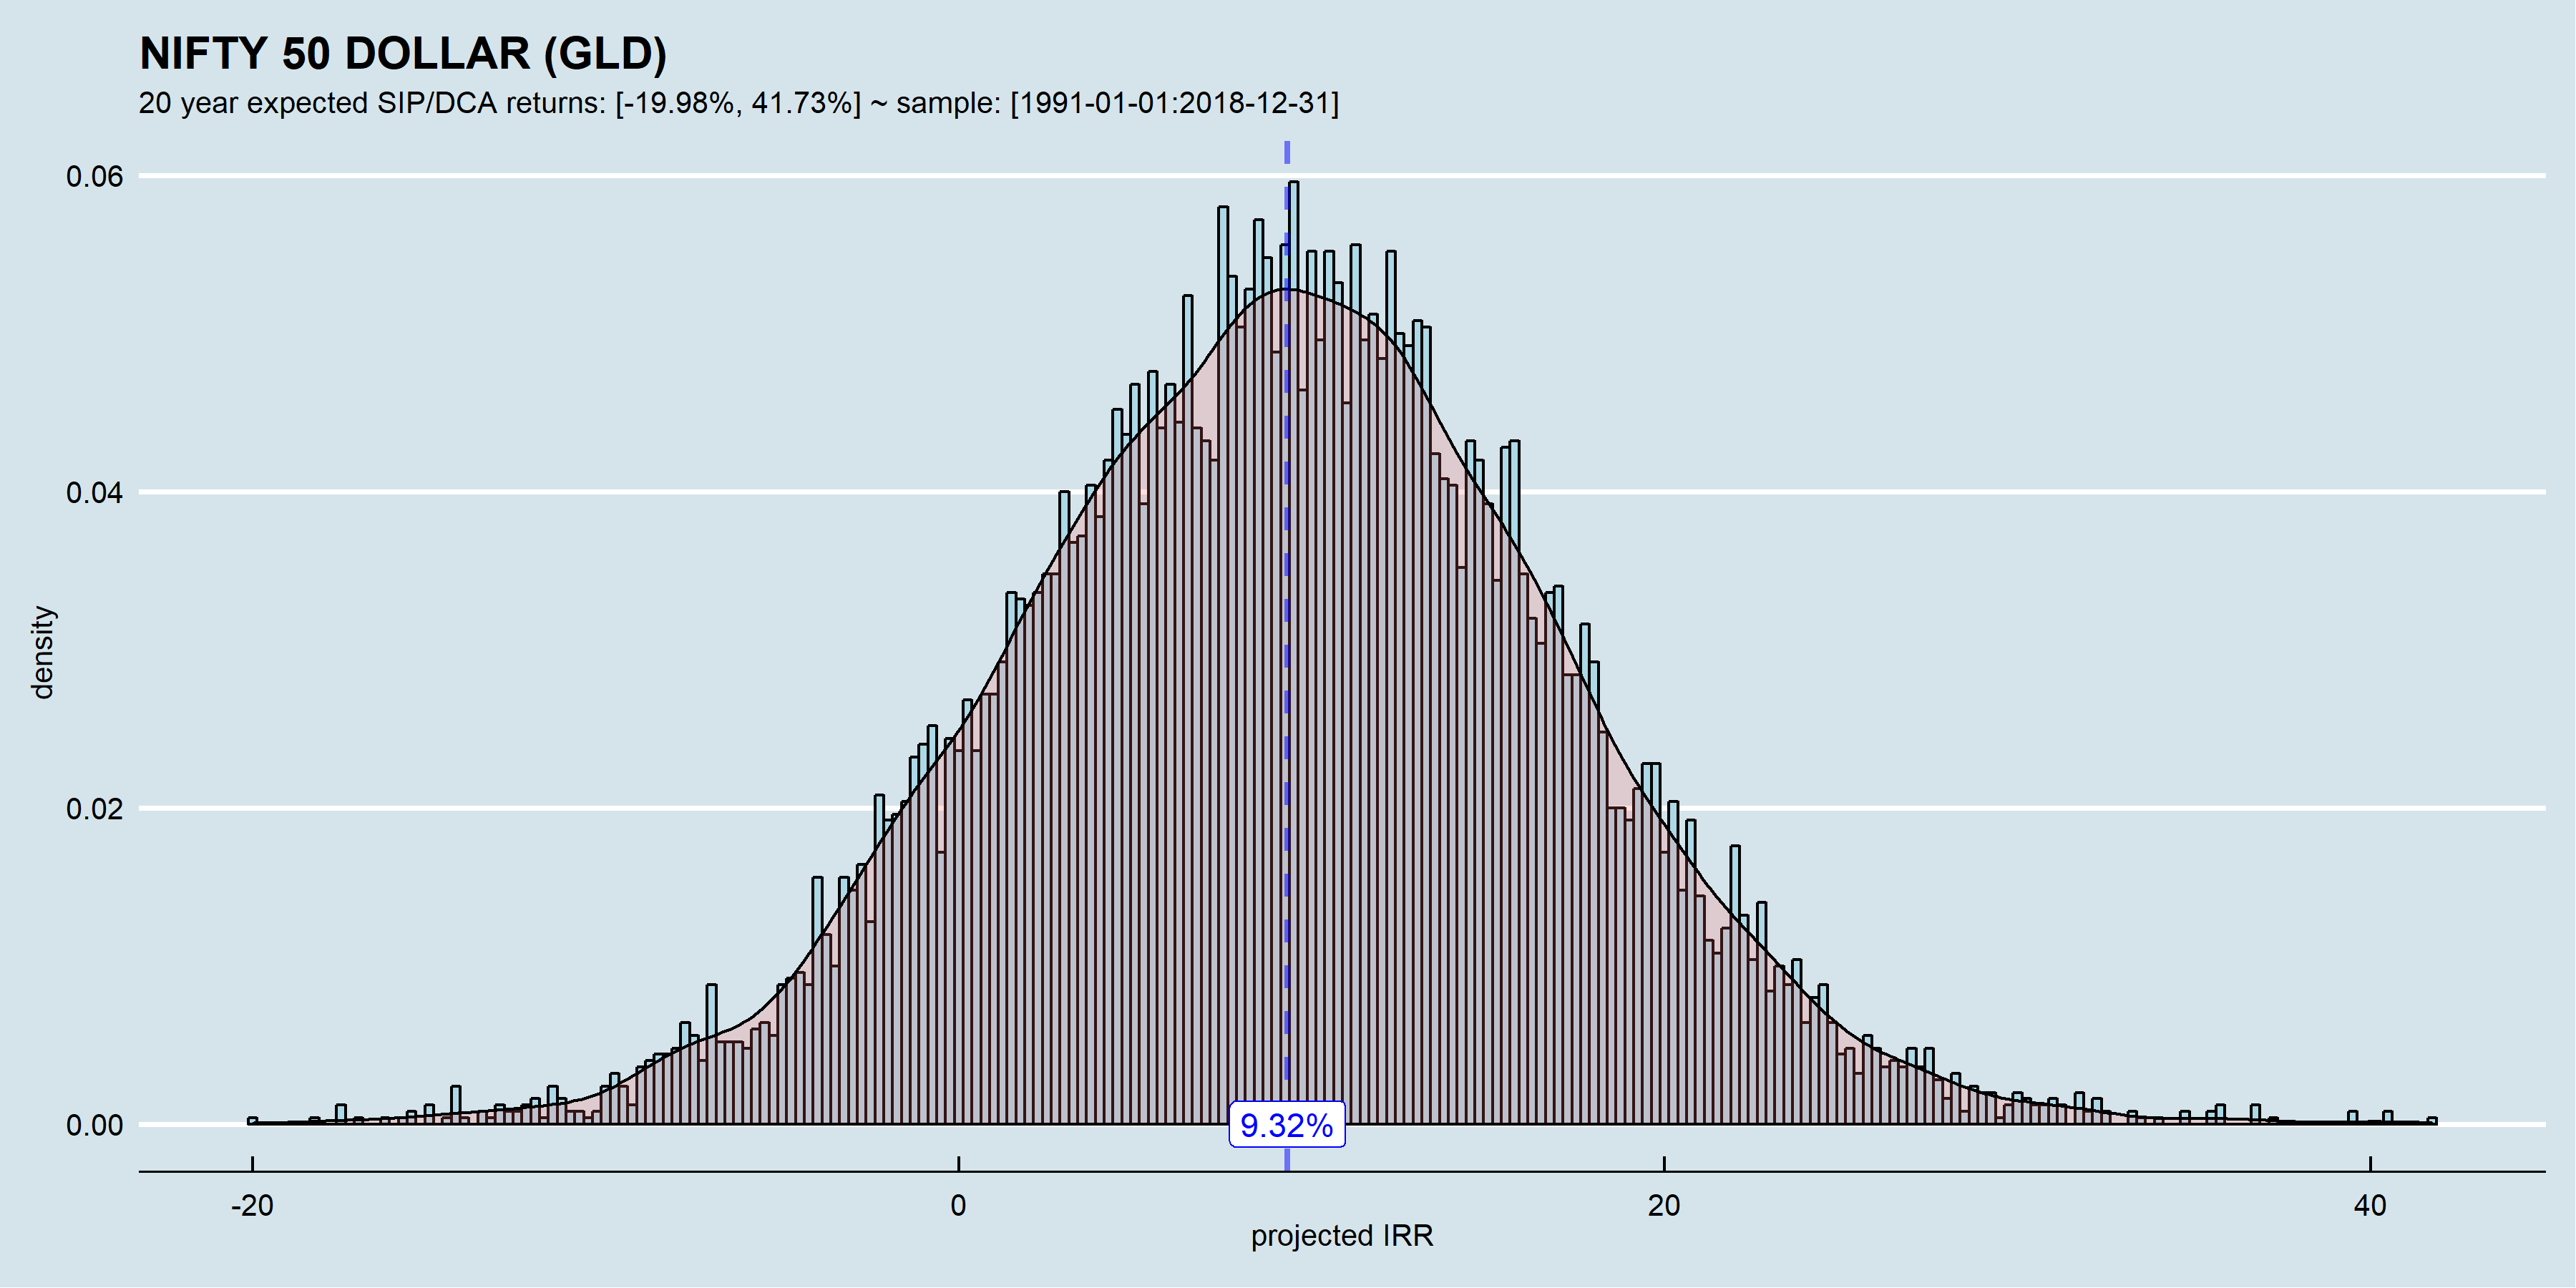 NIFTY 50 DOLLAR (GLD)
20 year expected SIP/DCA returns: [-19.98%, 41.73%] ~ sample: [1991-01-01:2018-12-31]
0.06
0.04
density
0.02
0.00
9.32%
-20
0
20
40
projected IRR